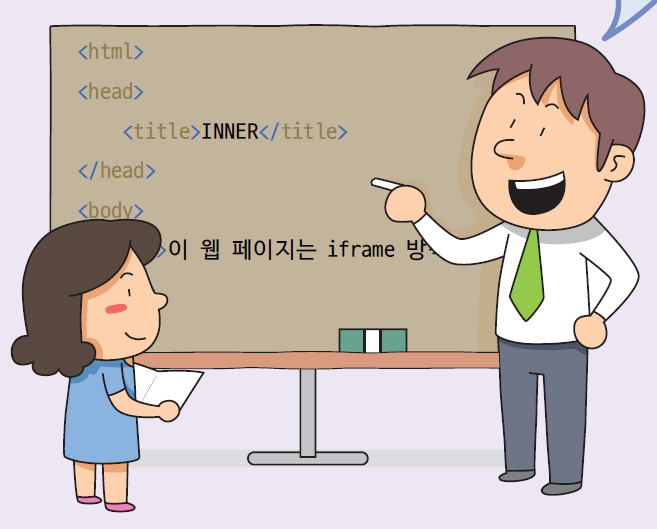 <html>
<head>
<title>INNER</title>
</head>
<body>
>이 웹 페이지는 iframe